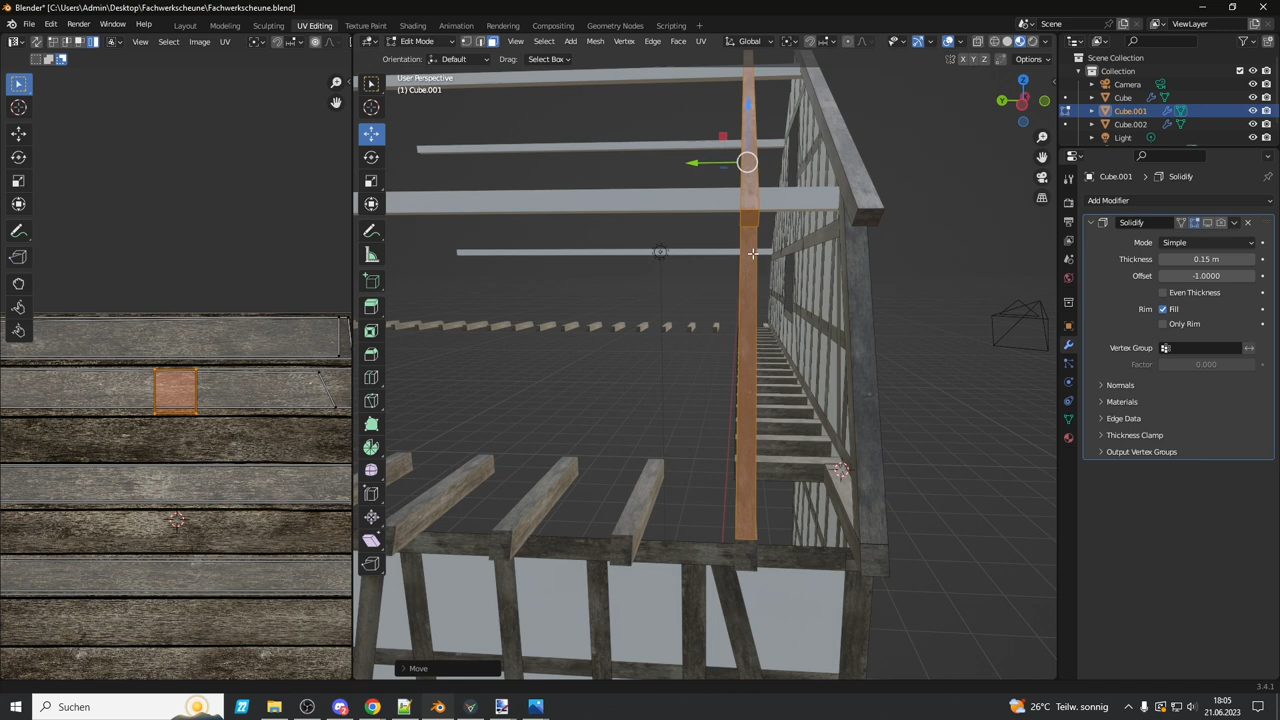 Blender* [C:\Users\Admin\Desktop\Fachwerkscheune\Fachwerkscheune.blend]
File Edit Render Window Help Layout Modeling Sculpting UV Editing Texture Paint Shading Animation Rendering Compositing Geometry Nodes Scripting + Scene ViewLayer
View Select Image UV Edit Mode View Select Add Mesh Vertex Edge Face UV Global
Orientation: Default Drag: Select Box X Y Z Options
User Perspective
(1) Cube.001
Z
Y
Move
Scene Collection
Collection
Camera
Cube
Cube.001
Cube.002
Light
Cube.001 > Solidify
Add Modifier
Solidify
Mode Simple
Thickness 0.15 m
Offset -1.0000
Even Thickness
Rim Fill
Only Rim
Vertex Group
Factor 0.000
Normals
Materials
Edge Data
Thickness Clamp
Output Vertex Groups
3.4.1
Suchen
26°C Teilw. sonnig
18:05
21.06.2023